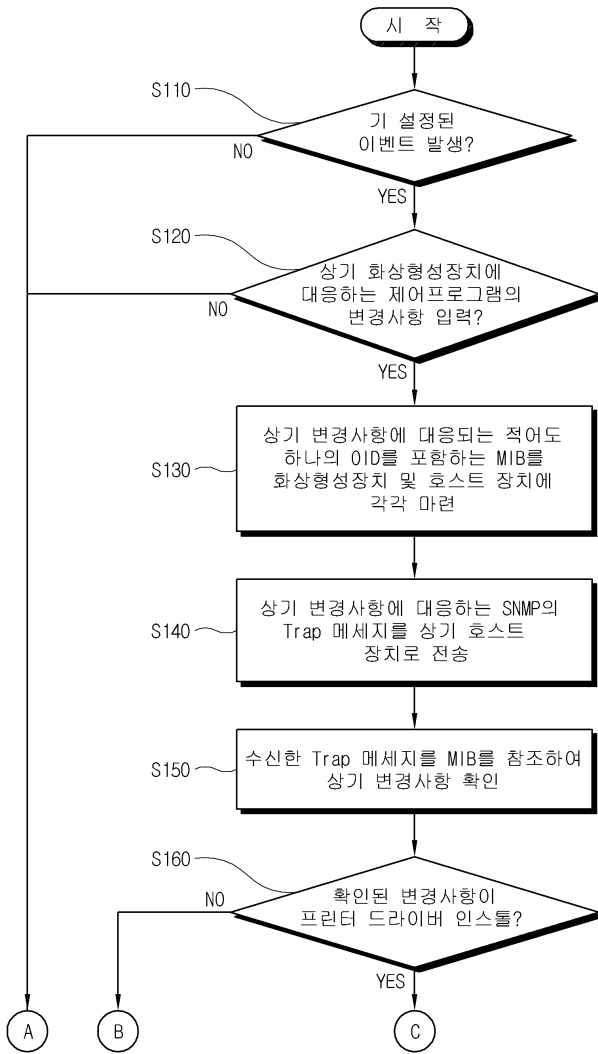 시 작
S110
기 설정된
이벤트 발생?
NO
YES
S120
상기 화상형성장치에
대응하는 제어프로그램의
변경사항 입력?
NO
YES
S130
상기 변경사항에 대응되는 적어도
하나의 OID를 포함하는 MIB를
화상형성장치 및 호스트 장치에
각각 마련
S140
상기 변경사항에 대응하는 SNMP의
Trap 메세지를 상기 호스트
장치로 전송
S150
수신한 Trap 메세지를 MIB를 참조하여
상기 변경사항 확인
S160
확인된 변경사항이
프린터 드라이버 인스톨?
NO
YES
A
B
C